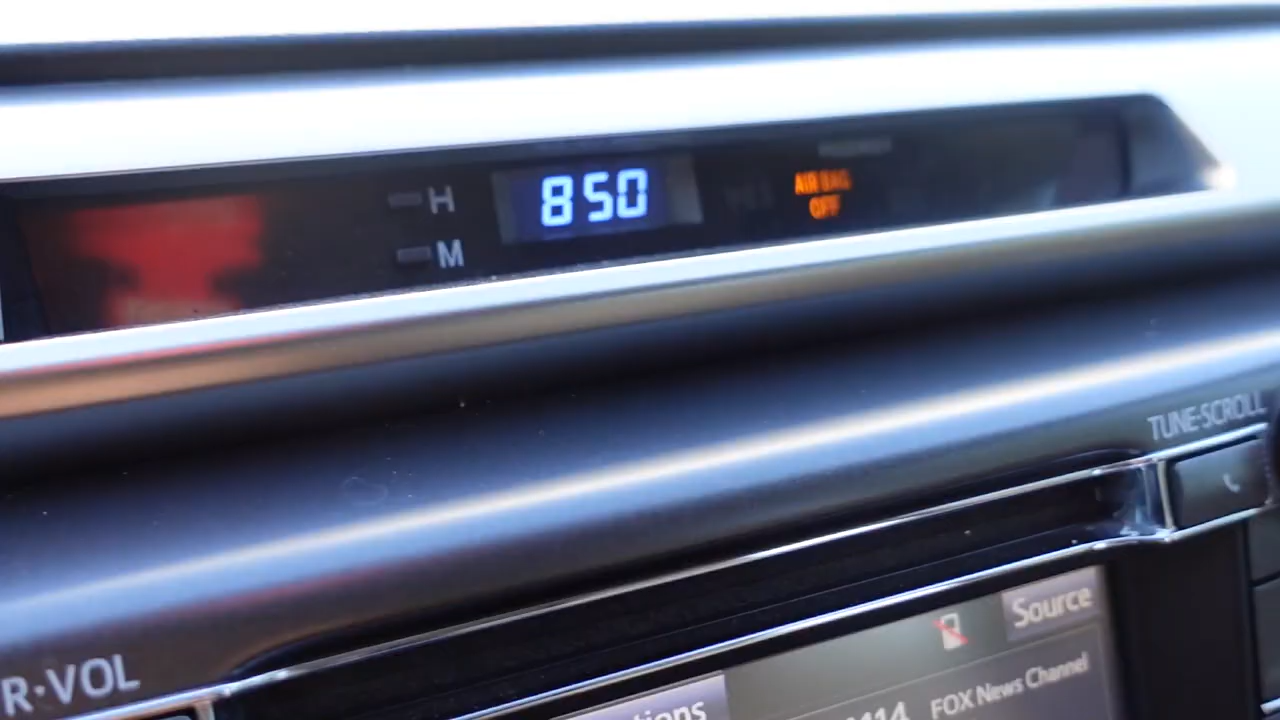 H
850
AIR BAG
OFF
M
TUNE·SCROLL
Source
R·VOL
FOX News Channel